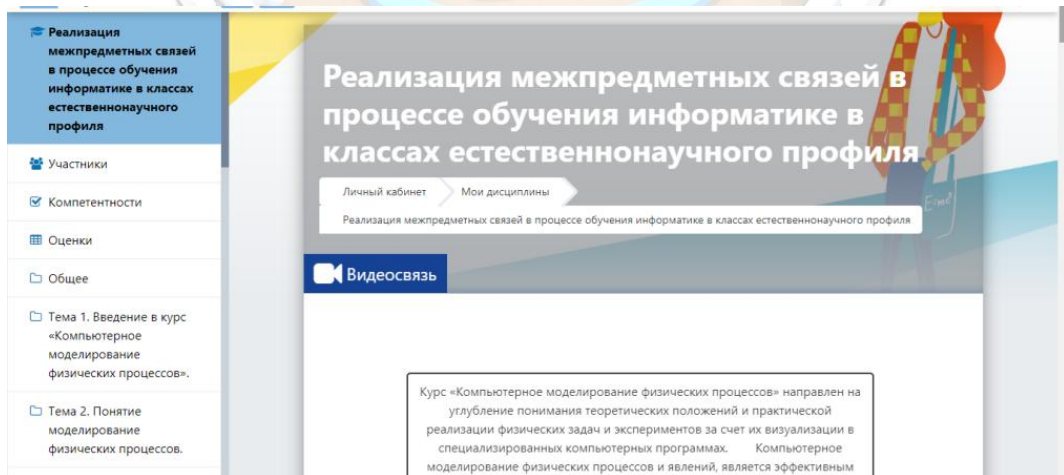 Реализация
межпредметных связей
в процессе обучения
информатике в классах
естественнонаучного
профиля
Участники
Компетентности
Оценки
Общее
Тема 1. Введение в курс
«Компьютерное
моделирование
физических процессов».
Тема 2. Понятие
моделирование
физических процессов.
Реализация межпредметных связей в
процессе обучения информатике в
классах естественнонаучного профиля
Личный кабинет
Мои дисциплины
Реализация межпредметных связей в процессе обучения информатике в классах естественнонаучного профиля
Видеосвязь
Курс «Компьютерное моделирование физических процессов» направлен на
углубление понимания теоретических положений и практической
реализации физических задач и экспериментов за счет их визуализации в
специализированных компьютерных программах. Компьютерное
моделирование физических процессов и явлений, является эффективным